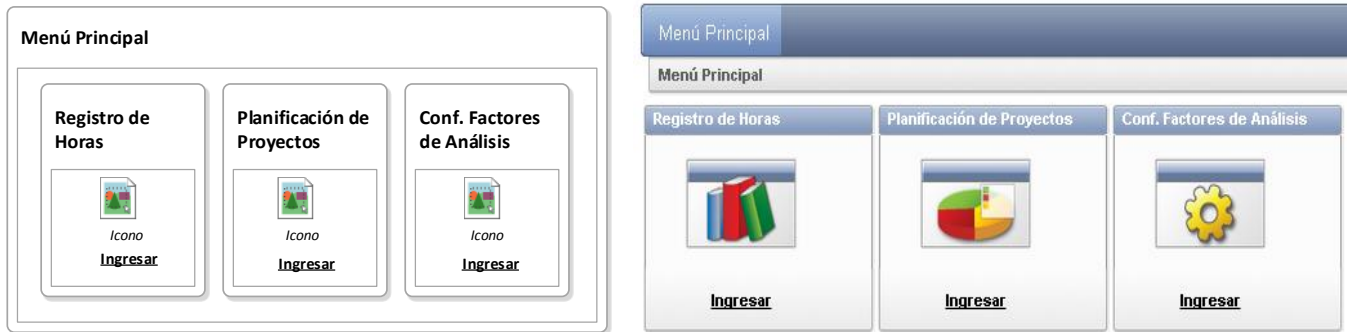 Menú Principal
Registro de
Horas
Icono
Ingresar
Planificación de
Proyectos
Icono
Ingresar
Conf. Factores
de Análisis
Icono
Ingresar
Menú Principal
Menú Principal
Registro de Horas
Ingresar
Planificación de Proyectos
Ingresar
Conf. Factores de Análisis
Ingresar